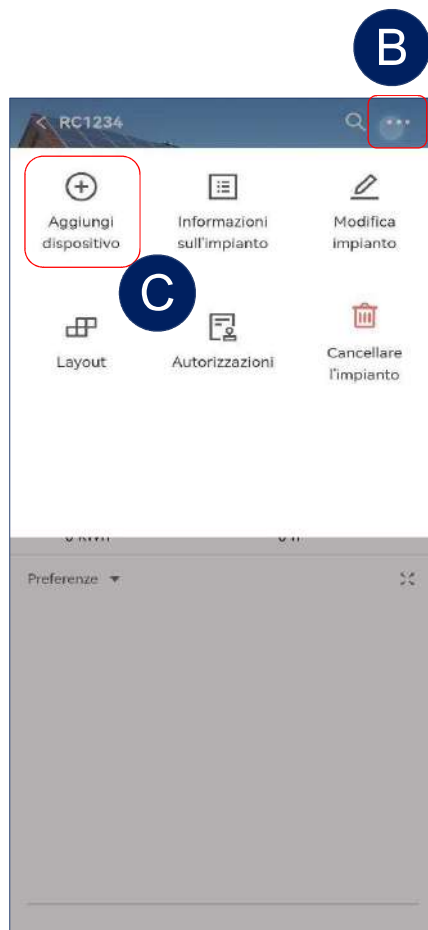 B
RC1234
Aggiungi
dispositivo
Informazioni
sull'impianto
Modifica
impianto
C
Layout
Autorizzazioni
Cancellare
l'impianto
Preferenze